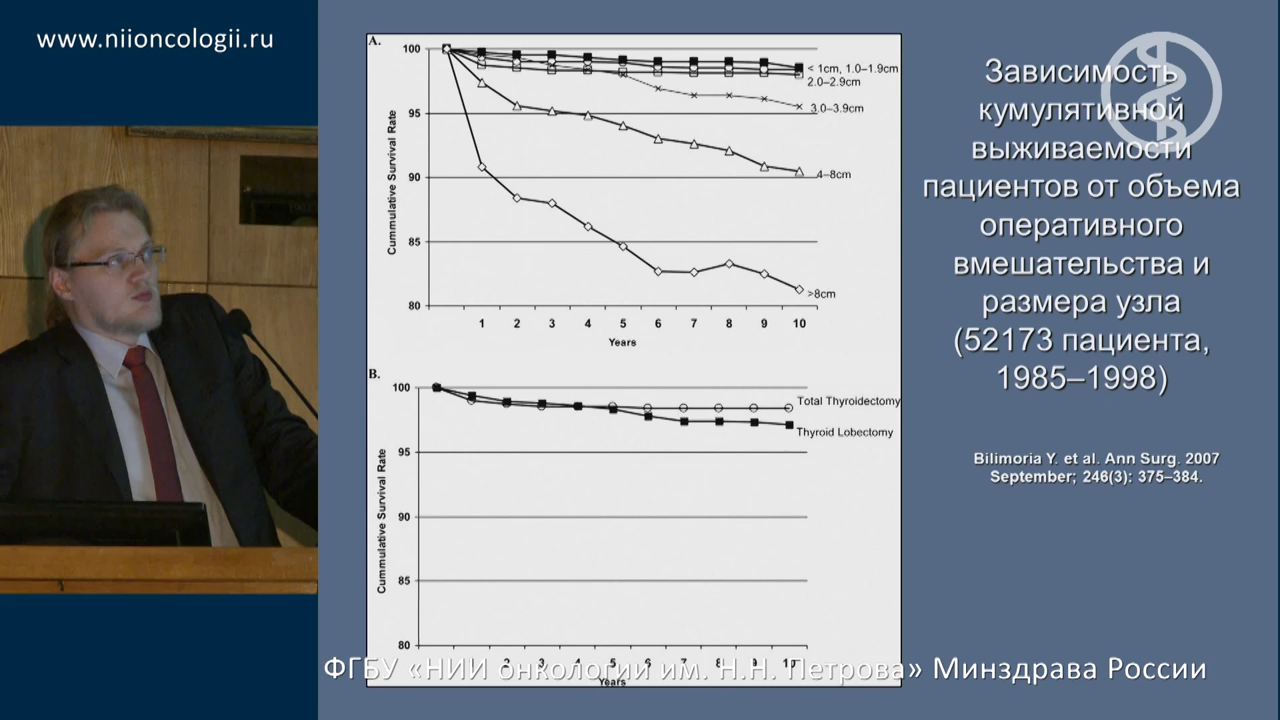 www.niioncologii.ru
A.
100
95
90
85
80
Cummulative Survival Rate
< 1cm, 1.0–1.9cm
2.0–2.9cm
3.0–3.9cm
4–8cm
>8cm
1 2 3 4 5 6 7 8 9 10
Years
B.
100
95
90
85
80
Cummulative Survival Rate
Total Thyroidectomy
Thyroid Lobectomy
Years
Зависимость
кумулятивной
выживаемости
пациентов от объема
оперативного
вмешательства и
размера узла
(52173 пациента,
1985–1998)
Bilimoria Y. et al. Ann Surg. 2007
September; 246(3): 375–384.
ФГБУ «НИИ онкологии им. Н.Н. Петрова» Минздрава России